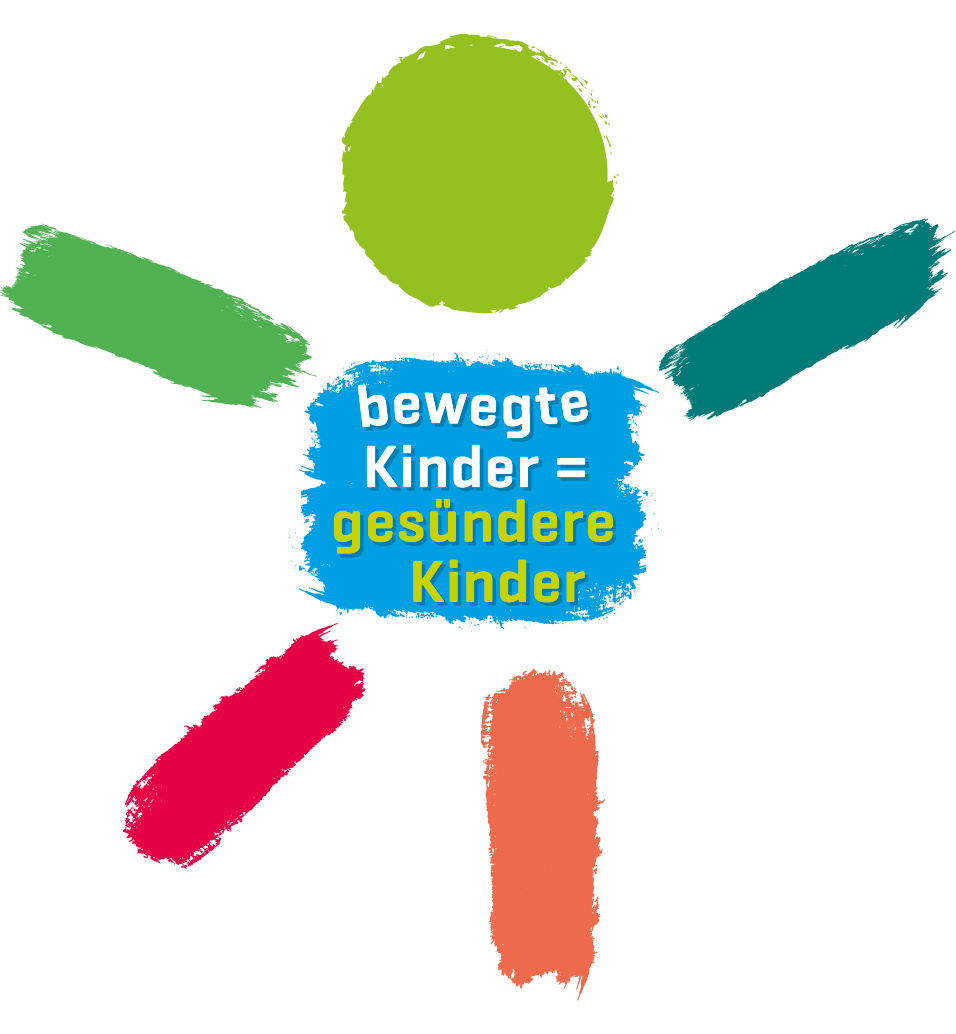 bewegte
Kinder =
gesündere
Kinder